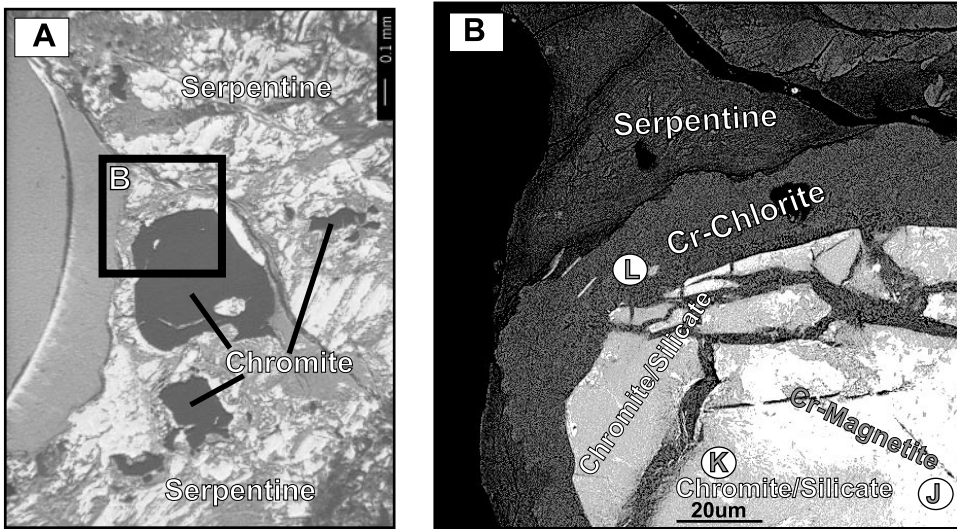 A
0.1 mm
Serpentine
B
Chromite
Serpentine
B
Serpentine
Cr-Chlorite
L
Chromite/Silicate
Cr-Magnetite
K
Chromite/Silicate
J
20um